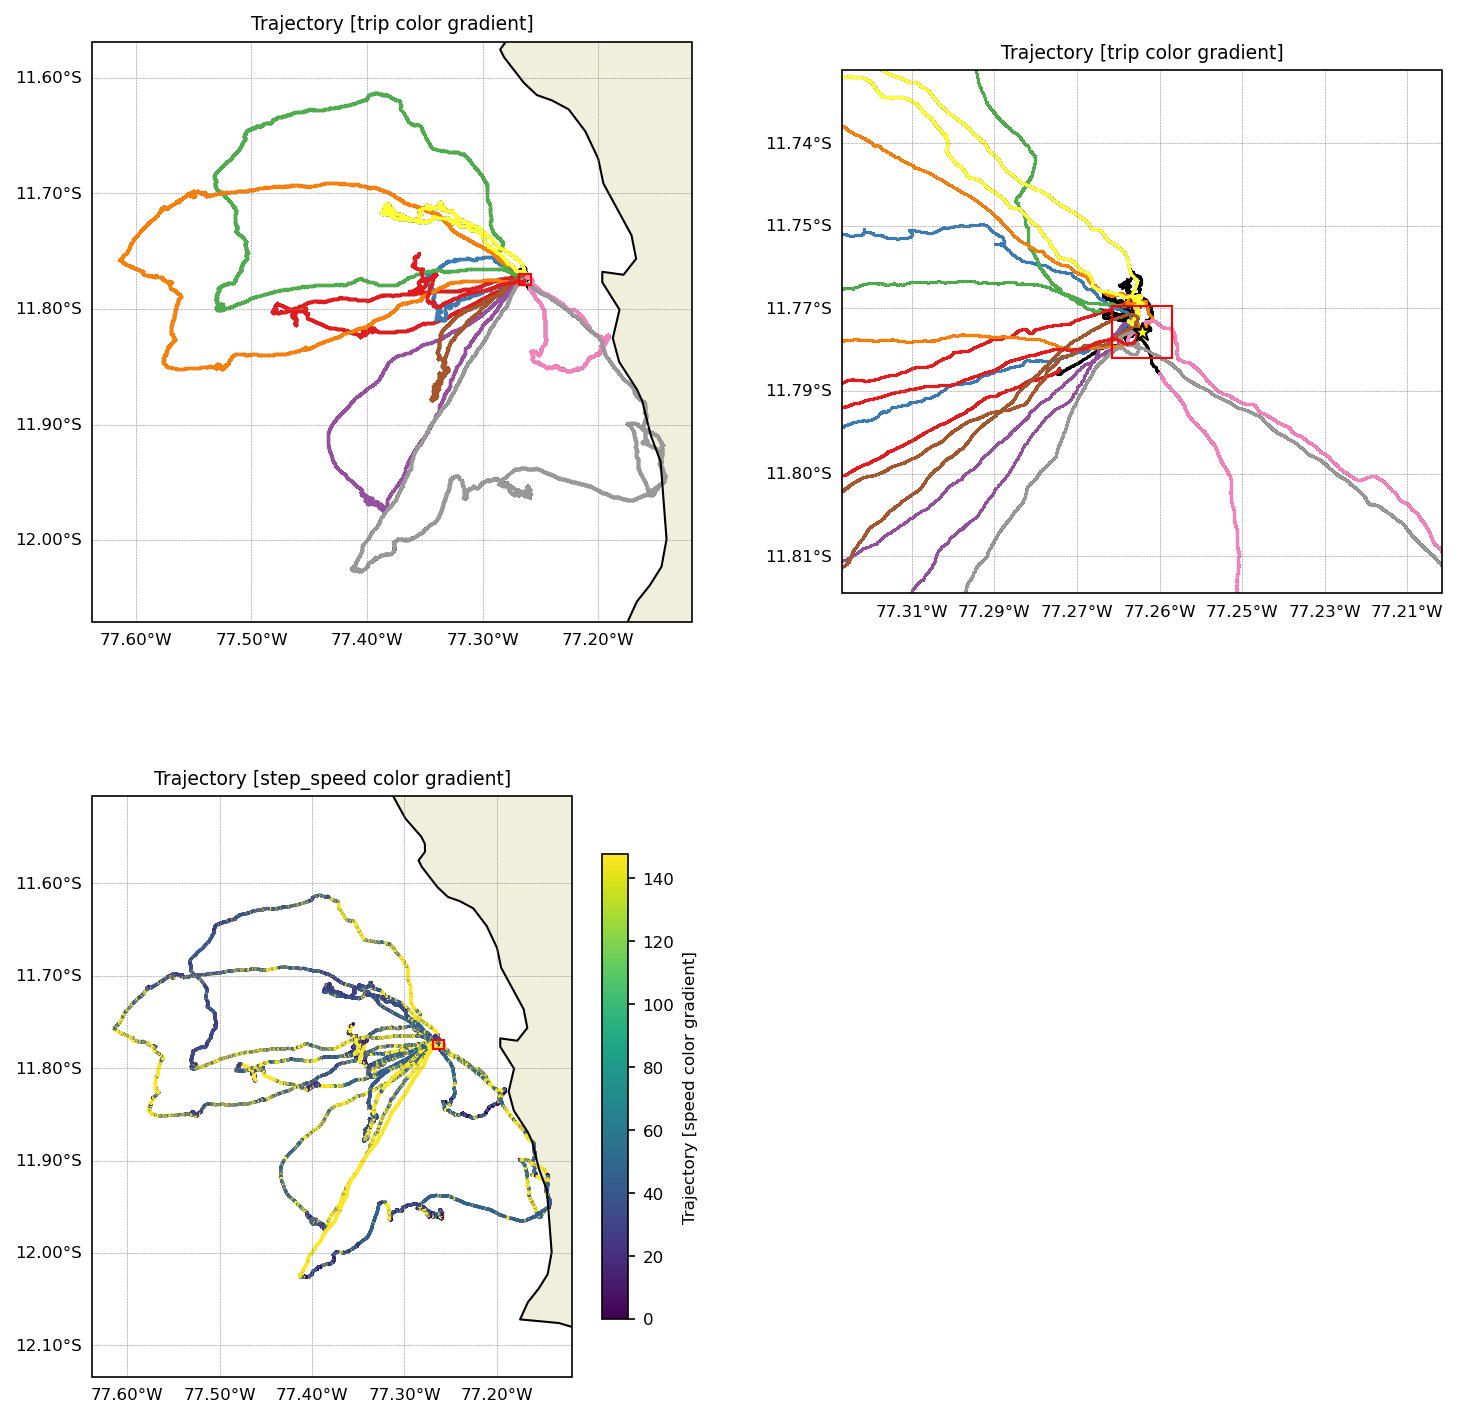 Trajectory [trip color gradient]
11.60°S
11.70°S
11.80°S
11.90°S
12.00°S
77.60°W 77.50°W 77.40°W 77.30°W 77.20°W
Trajectory [trip color gradient]
11.74°S
11.75°S
11.77°S
11.79°S
11.80°S
11.81°S
77.31°W 77.29°W 77.27°W 77.26°W 77.25°W 77.23°W 77.21°W
Trajectory [step_speed color gradient]
11.60°S
11.70°S
11.80°S
11.90°S
12.00°S
12.10°S
77.60°W 77.50°W 77.40°W 77.30°W 77.20°W
140
120
100
80
60
40
20
0
Trajectory [speed color gradient]